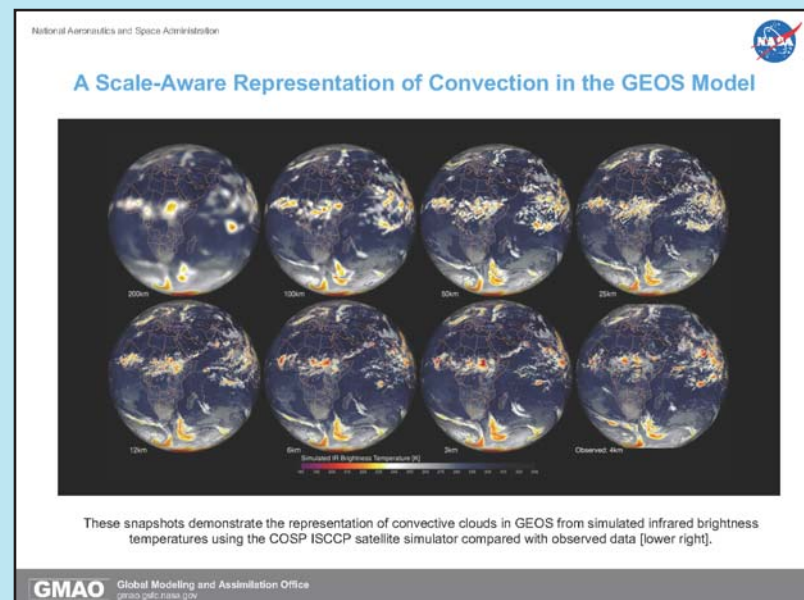 National Aeronautics and Space Administration
NASA
A Scale-Aware Representation of Convection in the GEOS Model
200km
100km
50km
25km
12km
6km
3km
Observed: 4km
Simulated IR Brightness Temperature [K]
These snapshots demonstrate the representation of convective clouds in GEOS from simulated infrared brightness
temperatures using the COSP ISCCP satellite simulator compared with observed data [lower right].
GMAO
Global Modeling and Assimilation Office
gmao.gsfc.nasa.gov